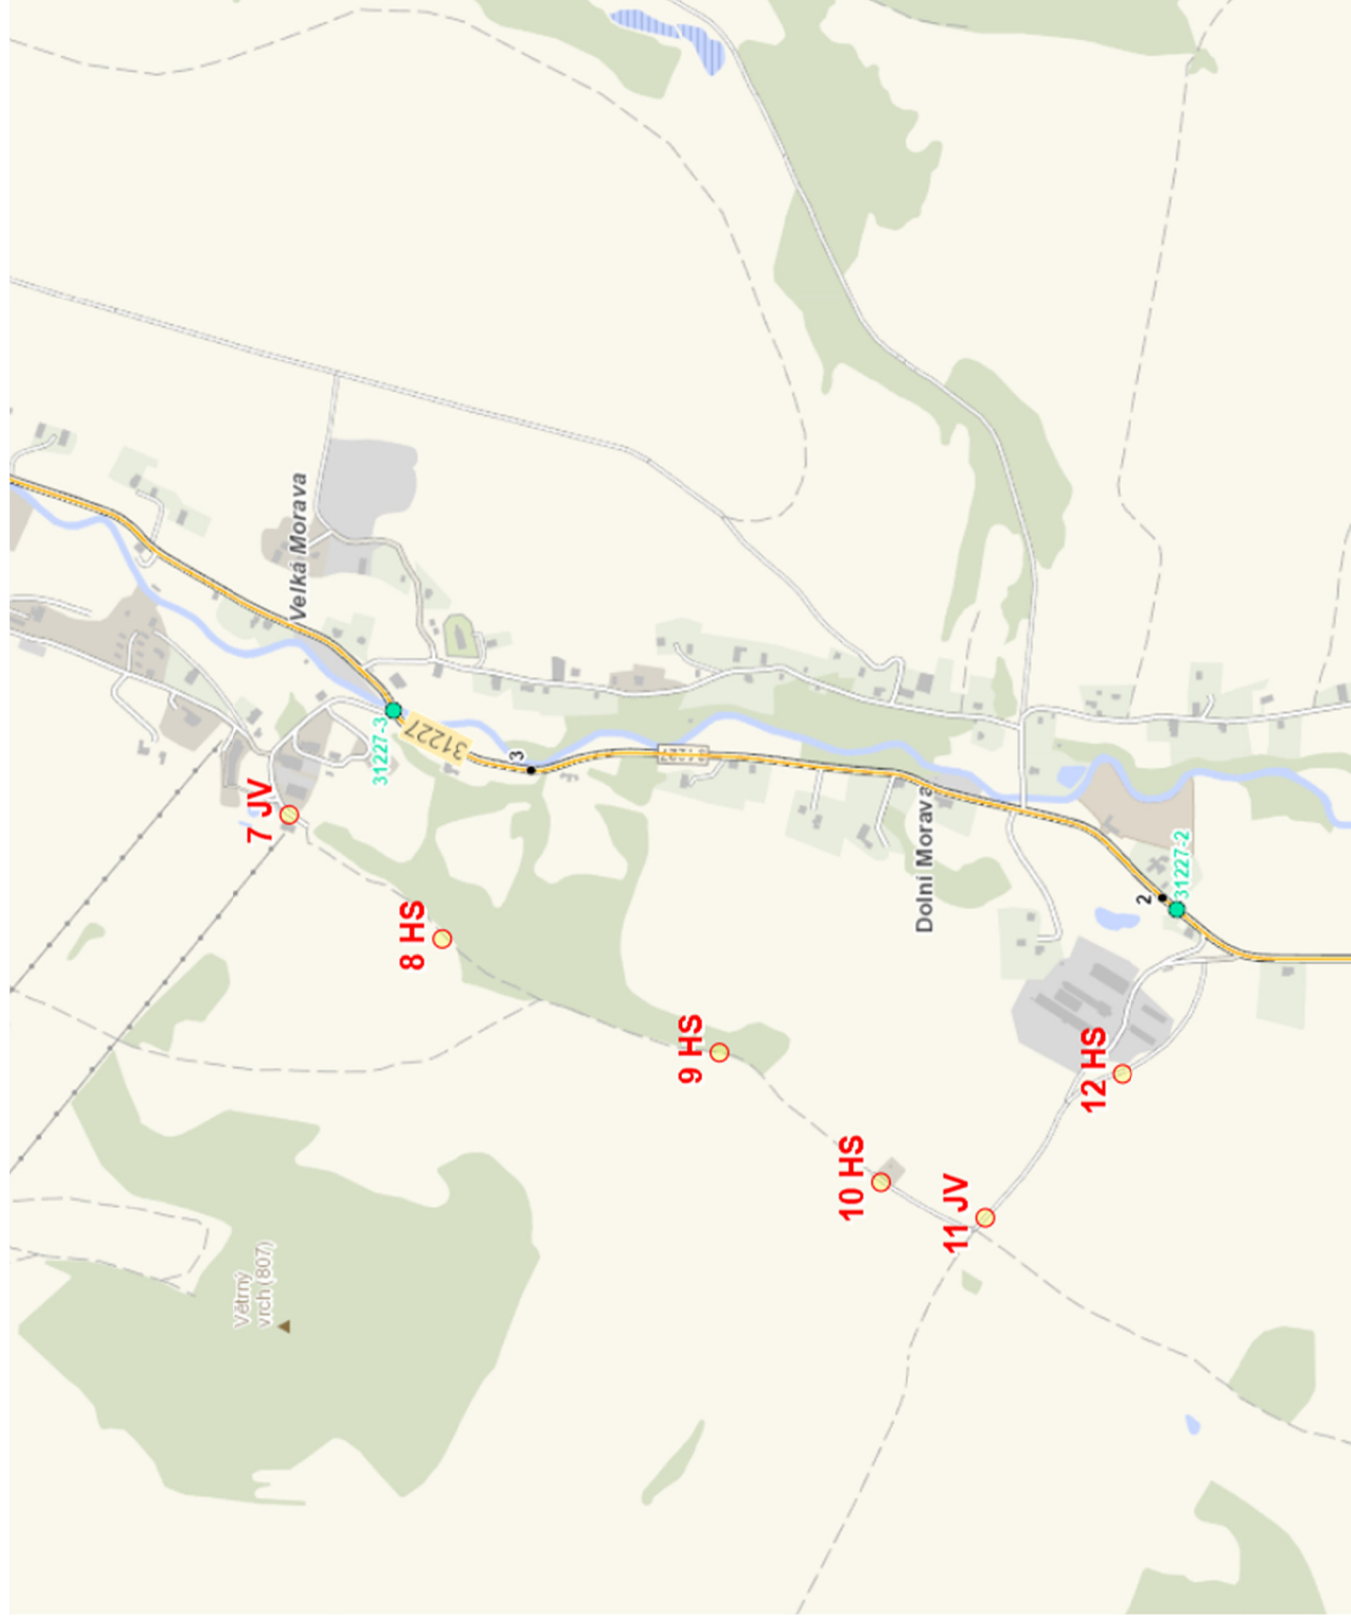 Velká Morava
31227-3
31227
7 JV
3
8 HS
9 HS
Dolní Morava
31227-2
2
12 HS
10 HS
11 JV
Větrný
vrch (807)